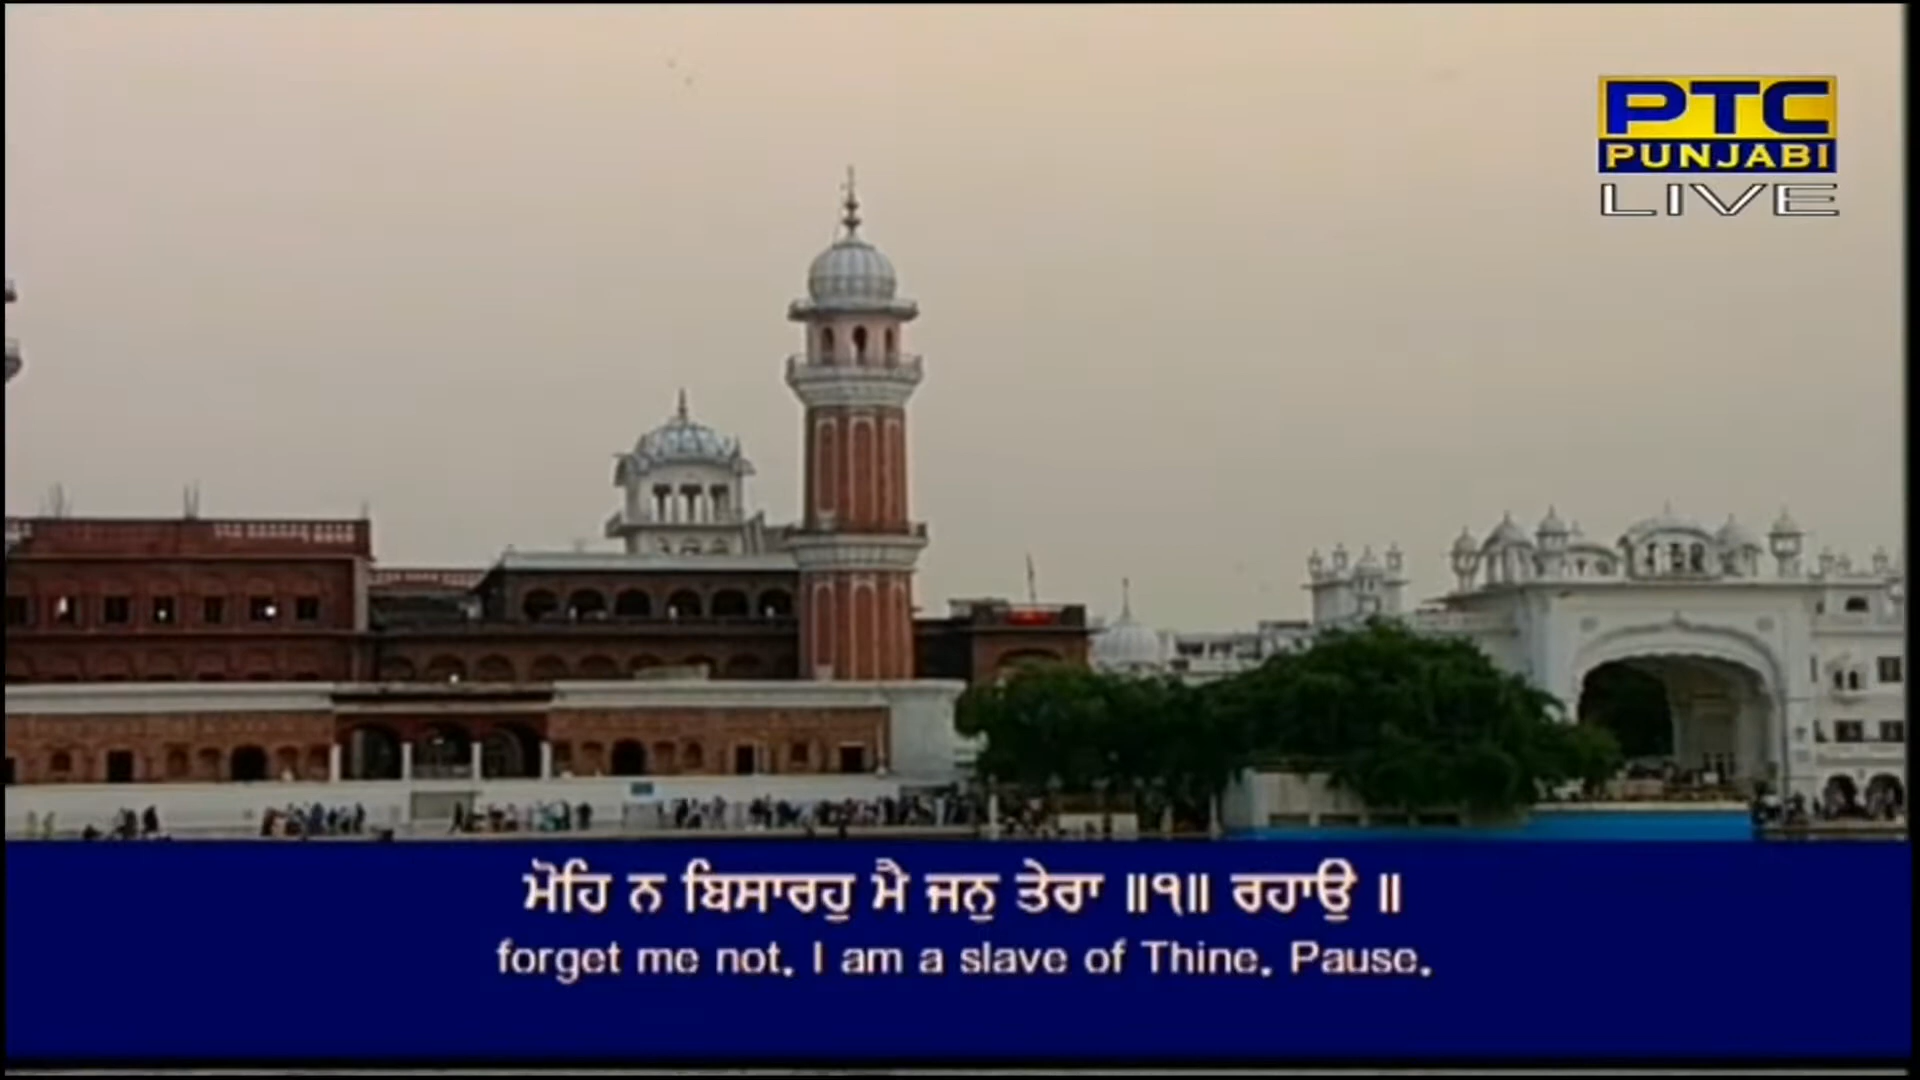 PTC
PUNJABI
LIVE
ਮੋਹਿ ਨ ਬਿਸਾਰਹੁ ਮੈ ਜਨੁ ਤੇਰਾ ॥੧॥ ਰਹਾਉ ॥
forget me not. I am a slave of Thine. Pause.